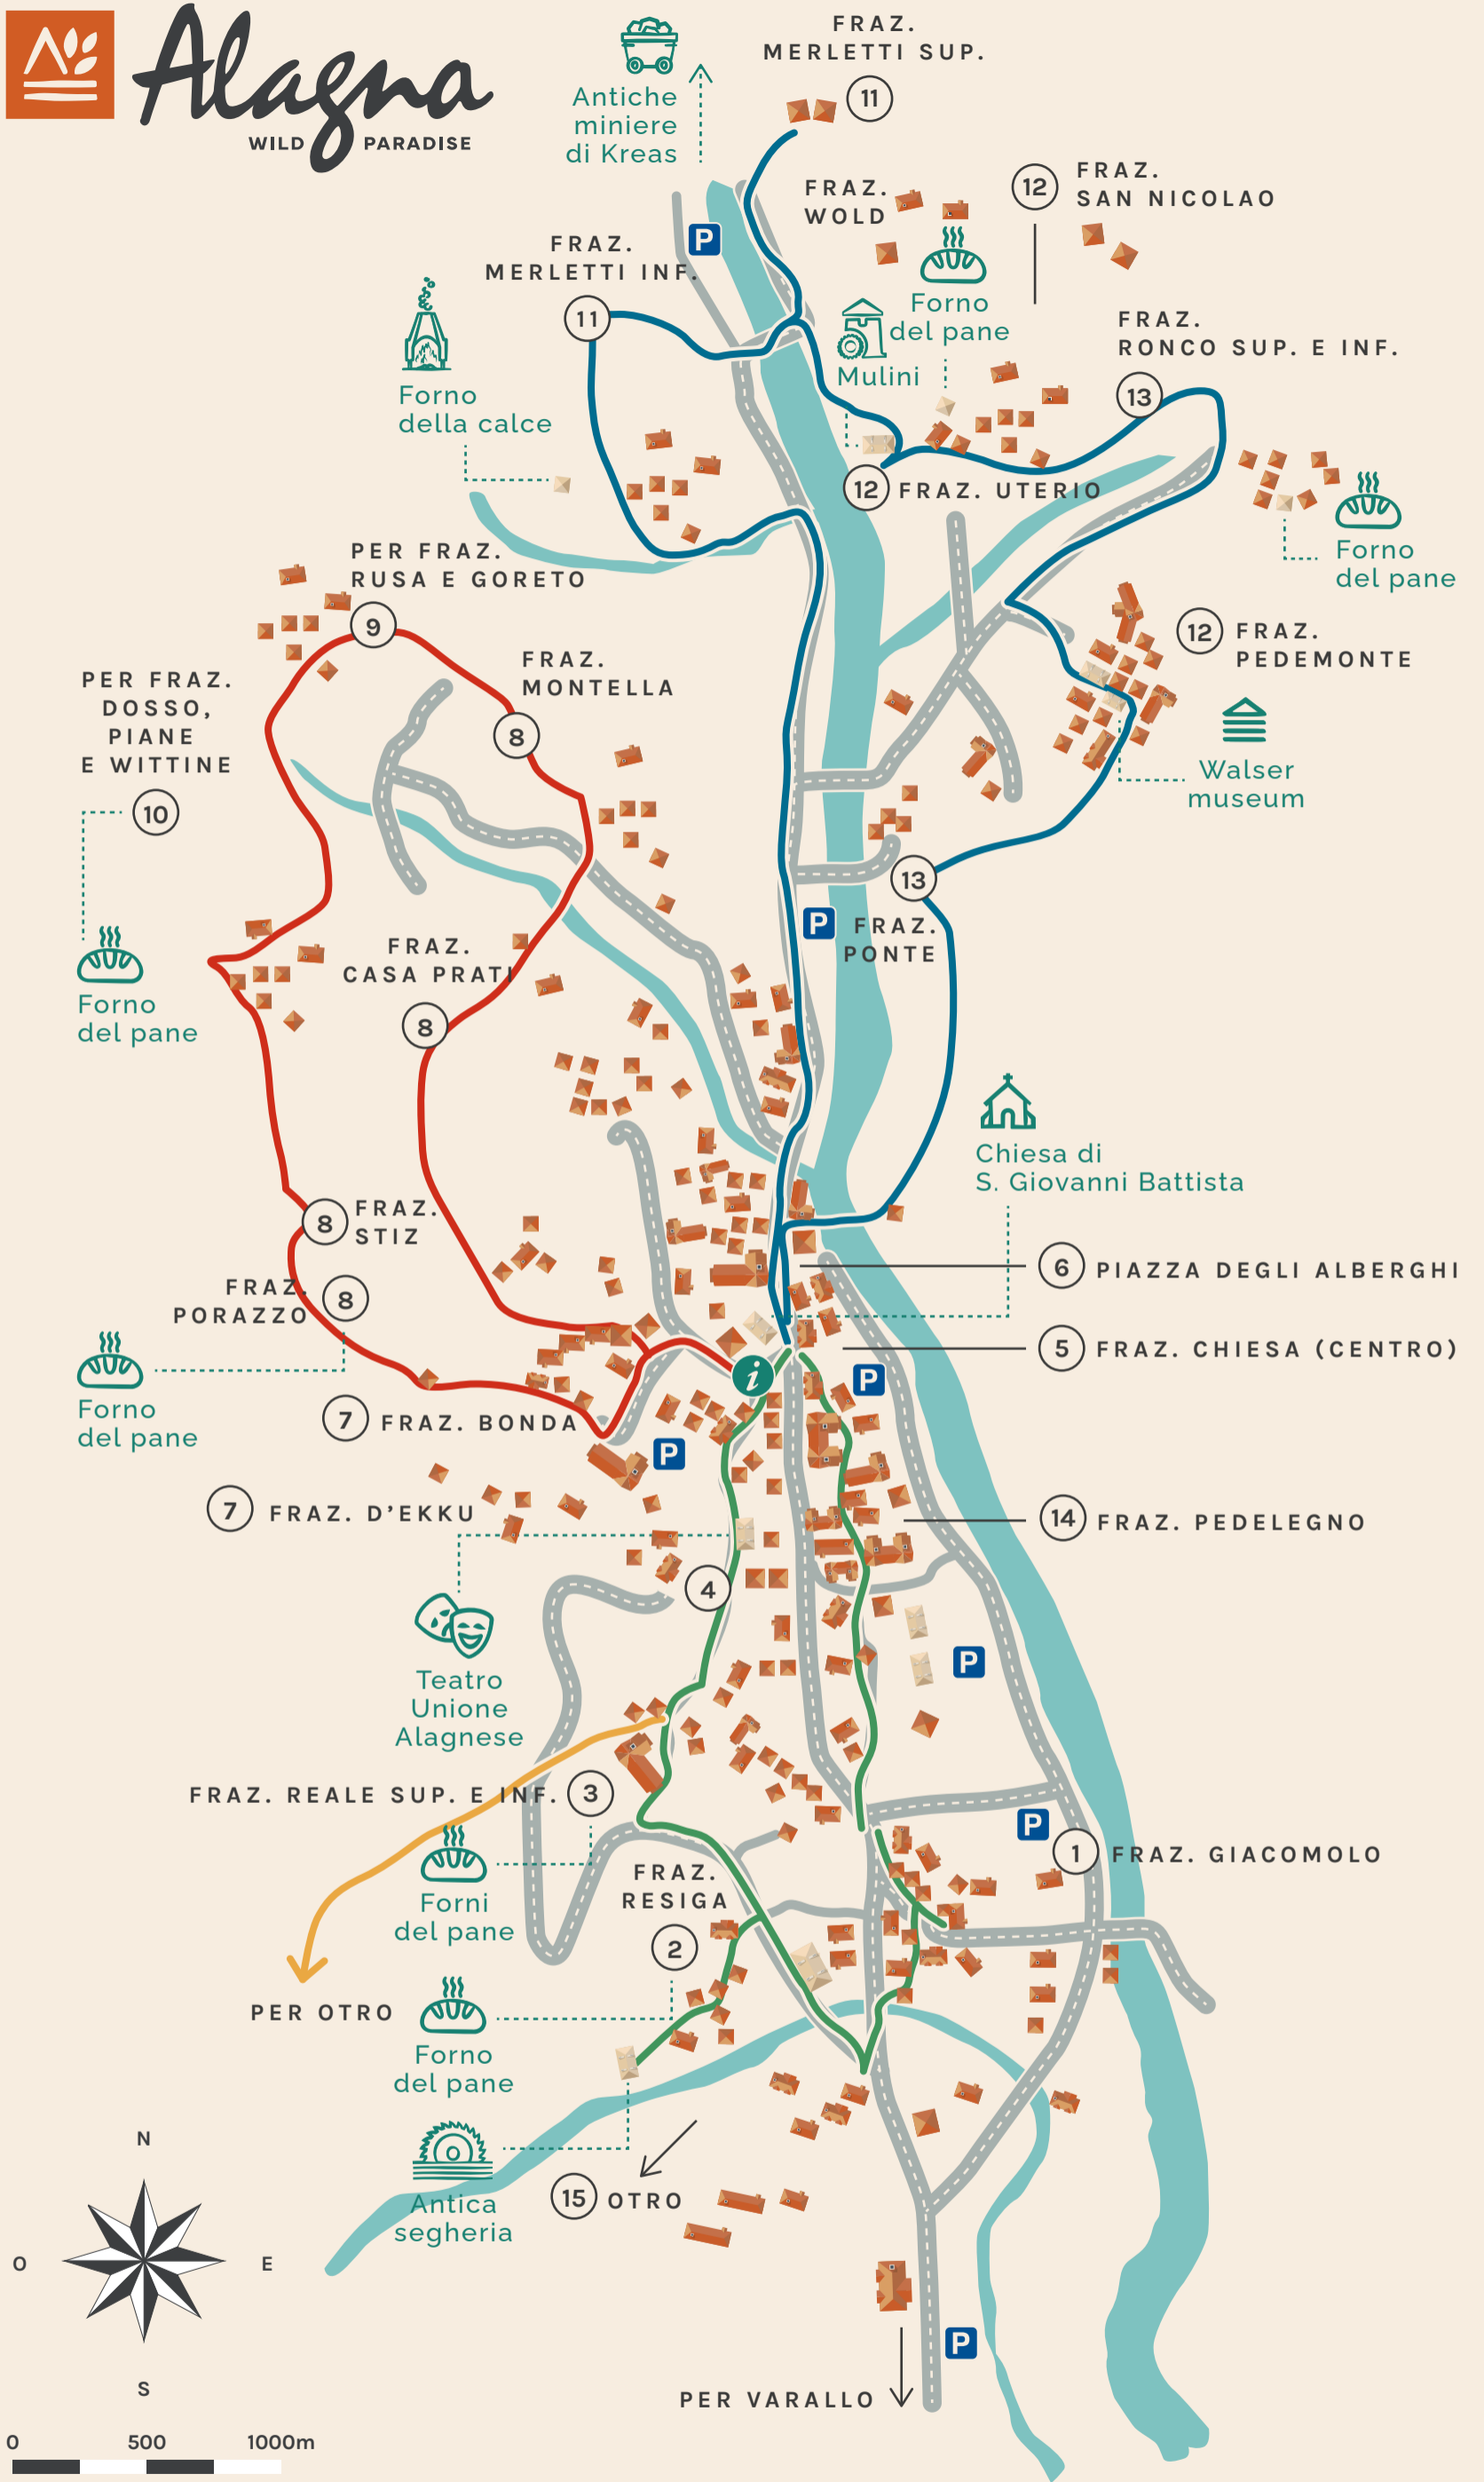 Alagna
WILD PARADISE
Antiche
miniere
di Kreas
FRAZ.
MERLETTI SUP.
11
FRAZ.
WOLD
12
FRAZ.
SAN NICOLAO
P
FRAZ.
MERLETTI INF.
11
Forno
del pane
Mulini
FRAZ.
RONCO SUP. E INF.
13
Forno
della calce
12
FRAZ. UTERIO
Forno
del pane
PER FRAZ.
RUSA E GORETO
9
12
FRAZ.
PEDEMONTE
FRAZ.
MONTELLA
8
PER FRAZ.
DOSSO,
PIANE
E WITTINE
10
Walser
museum
13
P
FRAZ.
PONTE
Forno
del pane
FRAZ.
CASA PRATI
8
Chiesa di
S. Giovanni Battista
8
FRAZ.
STIZ
6
PIAZZA DEGLI ALBERGHI
FRAZ.
PORAZZO
8
5
FRAZ. CHIESA (CENTRO)
Forno
del pane
i
P
7
FRAZ. BONDA
P
7
FRAZ. D'EKKU
14
FRAZ. PEDELEGNO
4
Teatro
Unione
Alagnese
P
FRAZ. REALE SUP. E INF.
3
P
1
FRAZ. GIACOMOLO
Forni
del pane
FRAZ.
RESIGA
2
PER OTRO
Forno
del pane
Antica
segheria
15
OTRO
N
O
E
S
P
PER VARALLO
0 500 1000m